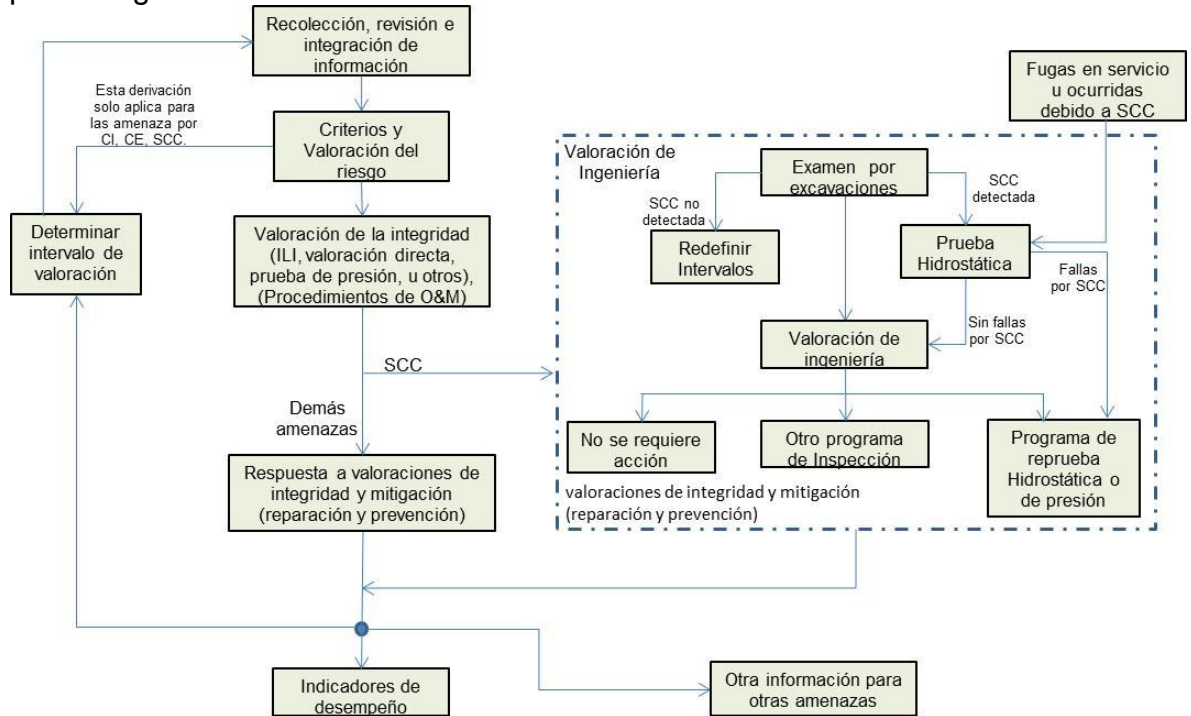 Recolección, revisión e
integración de
información
Esta derivación
solo aplica para
las amenaza por
CI, CE, SCC.
Criterios y
Valoración del
riesgo
Determinar
intervalo de
valoración
Valoración de la integridad
(ILI, valoración directa,
prueba de presión, u otros),
(Procedimientos de O&M)
SCC
Demás
amenazas
Respuesta a valoraciones de
integridad y mitigación
(reparación y prevención)
Fugas en servicio
u ocurridas
debido a SCC
Valoración de
Ingeniería
Examen por
excavaciones
SCC no
detectada
SCC
detectada
Redefinir
Intervalos
Prueba
Hidrostática
Fallas
por SCC
Sin fallas
por SCC
Valoración de
ingeniería
No se requiere
acción
Otro programa
de Inspección
Programa de
reprueba
Hidrostática o
de presión
valoraciones de integridad y mitigación
(reparación y prevención)
Indicadores de
desempeño
Otra información para
otras amenazas